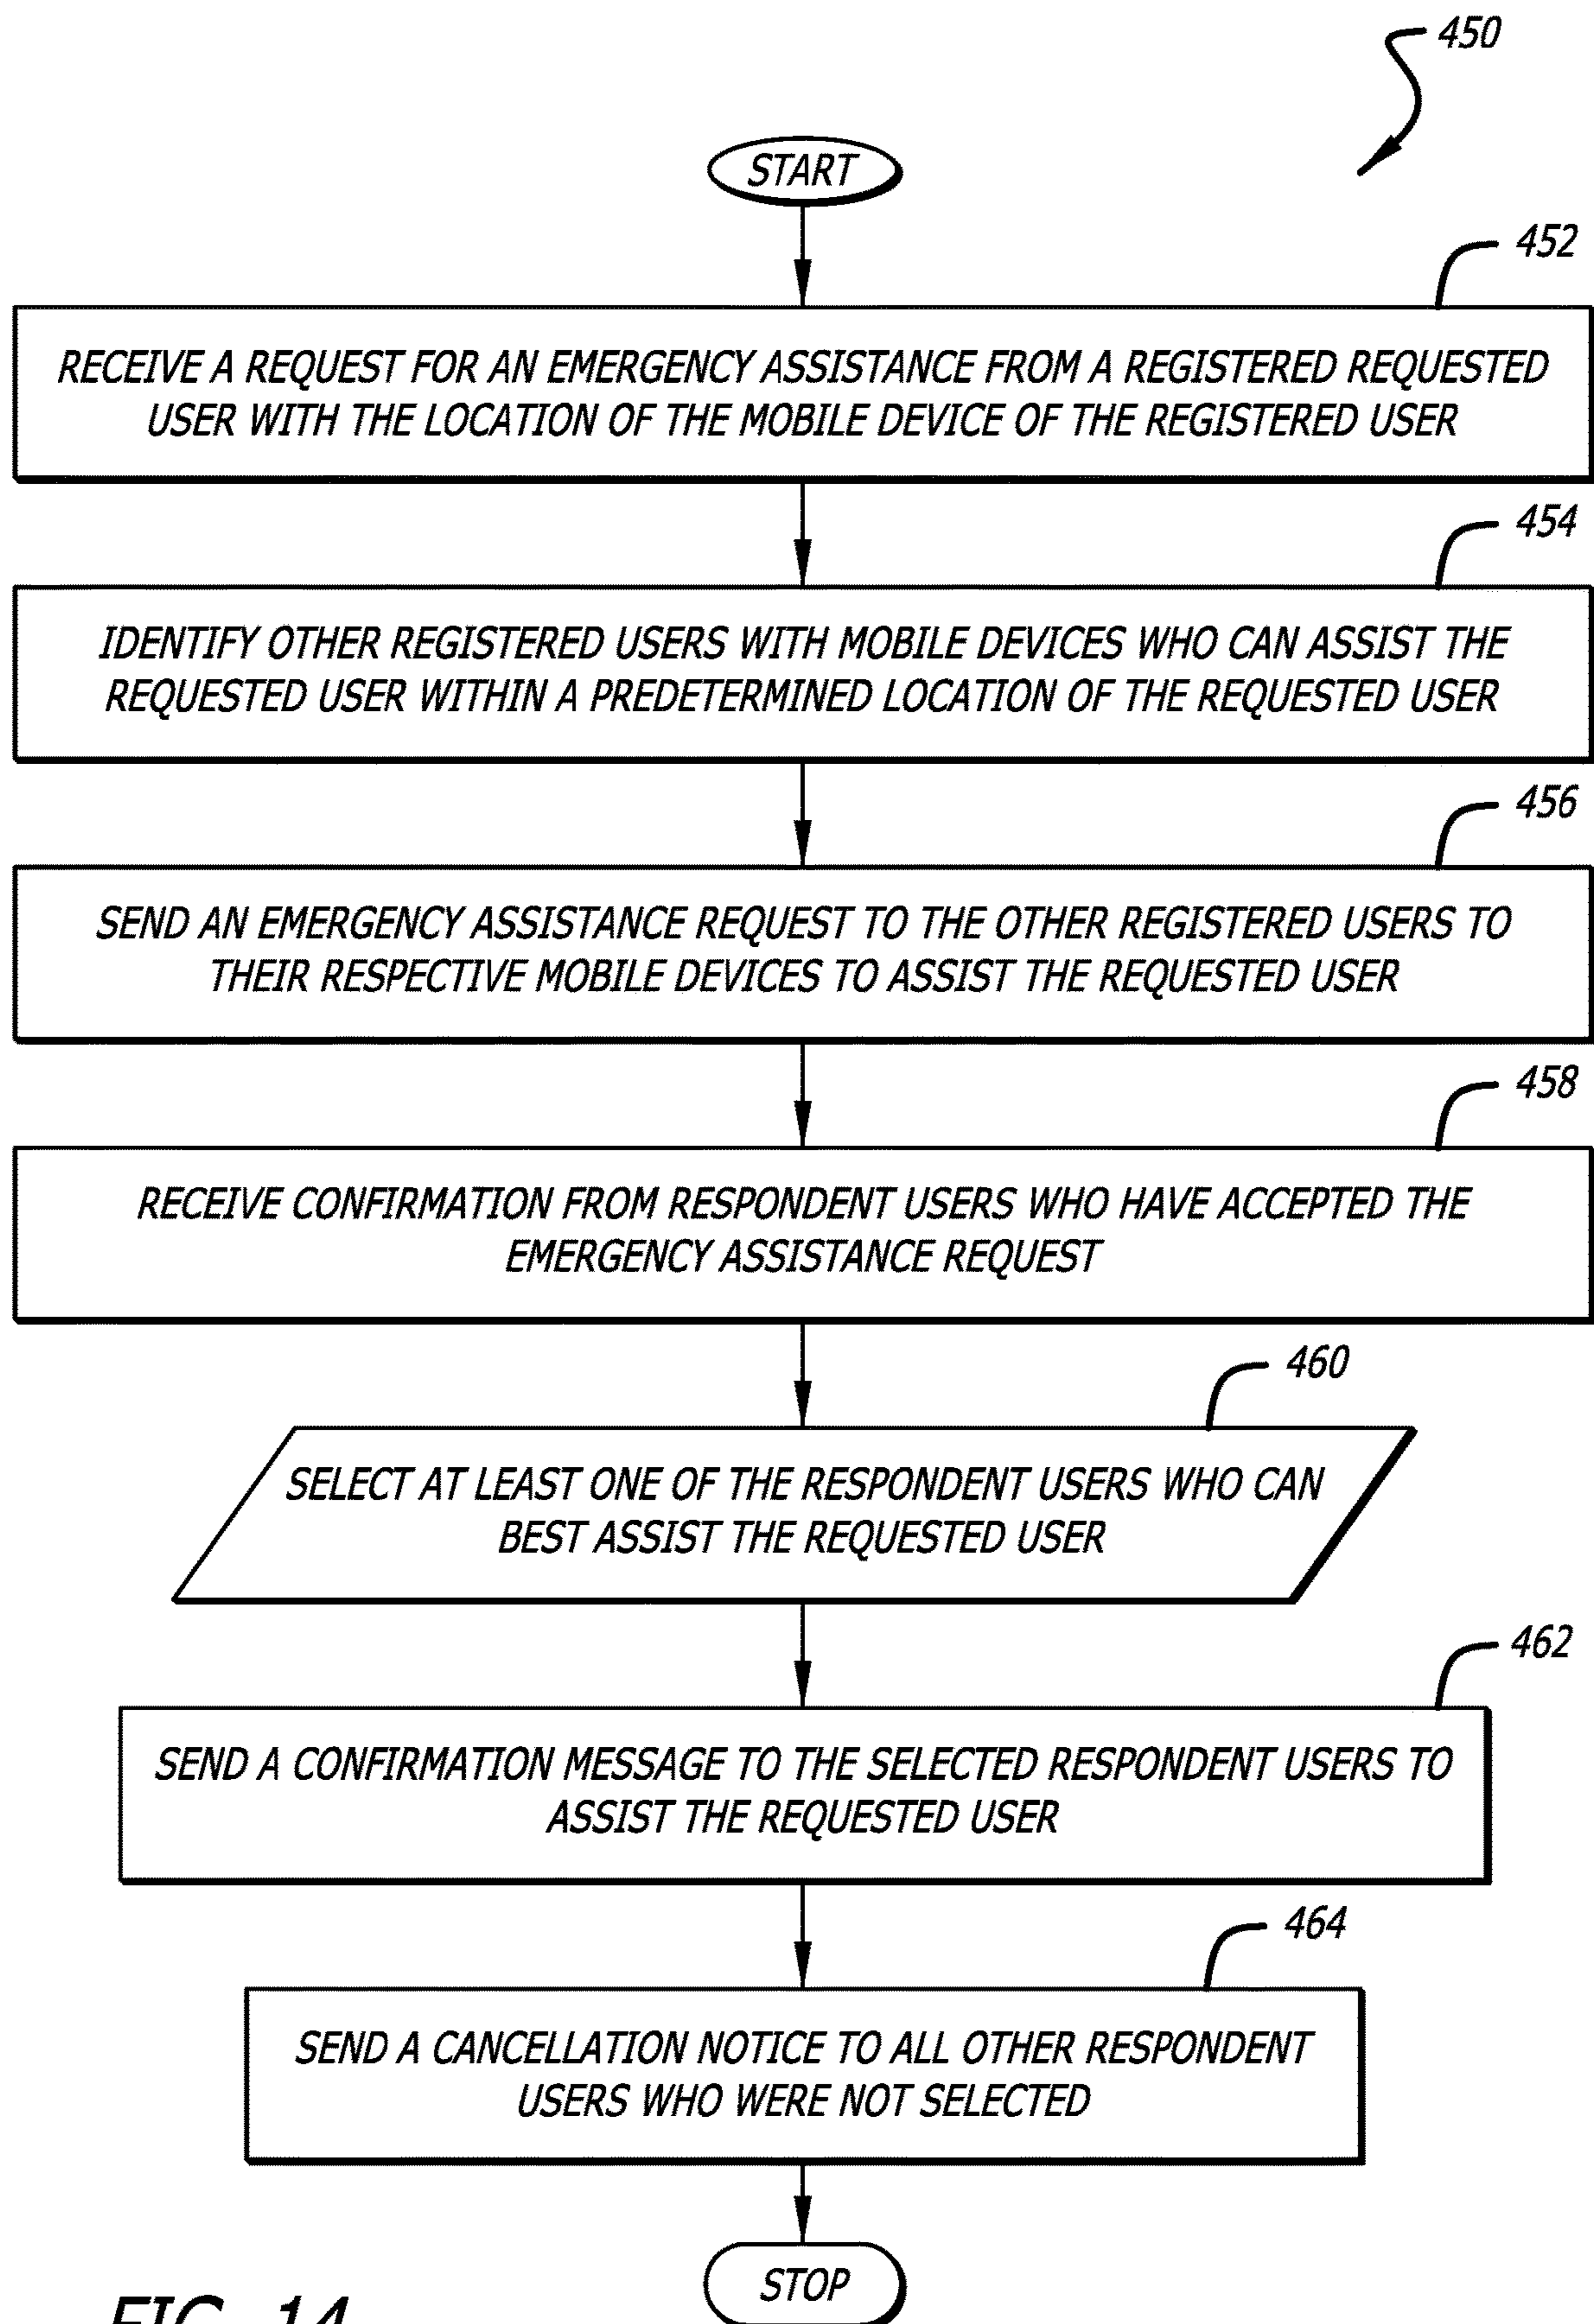 450
START
452
RECEIVE A REQUEST FOR AN EMERGENCY ASSISTANCE FROM A REGISTERED REQUESTED
USER WITH THE LOCATION OF THE MOBILE DEVICE OF THE REGISTERED USER
454
IDENTIFY OTHER REGISTERED USERS WITH MOBILE DEVICES WHO CAN ASSIST THE
REQUESTED USER WITHIN A PREDETERMINED LOCATION OF THE REQUESTED USER
456
SEND AN EMERGENCY ASSISTANCE REQUEST TO THE OTHER REGISTERED USERS TO
THEIR RESPECTIVE MOBILE DEVICES TO ASSIST THE REQUESTED USER
458
RECEIVE CONFIRMATION FROM RESPONDENT USERS WHO HAVE ACCEPTED THE
EMERGENCY ASSISTANCE REQUEST
460
SELECT AT LEAST ONE OF THE RESPONDENT USERS WHO CAN
BEST ASSIST THE REQUESTED USER
462
SEND A CONFIRMATION MESSAGE TO THE SELECTED RESPONDENT USERS TO
ASSIST THE REQUESTED USER
464
SEND A CANCELLATION NOTICE TO ALL OTHER RESPONDENT
USERS WHO WERE NOT SELECTED
STOP
FIG. 14